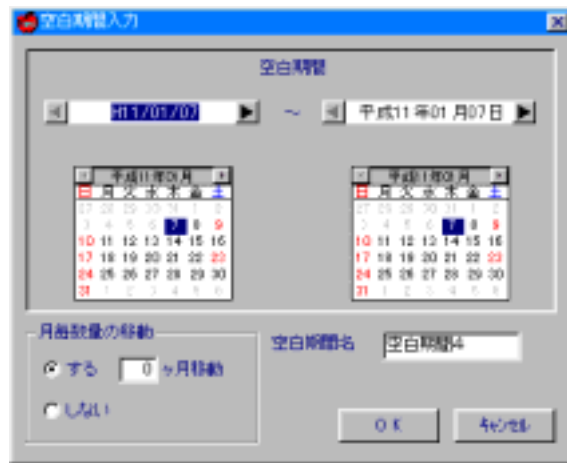 空白期間入力
空白期間
H11/01/07 ～ 平成11年01月07日
平成11年01月 平成11年01月
日 月 火 水 木 金 土 日 月 火 水 木 金 土
27 28 29 30 31 1 2 27 28 29 30 31 1 2
3 4 5 6 7 8 9 3 4 5 6 7 8 9
10 11 12 13 14 15 16 10 11 12 13 14 15 16
17 18 19 20 21 22 23 17 18 19 20 21 22 23
24 25 26 27 28 29 30 24 25 26 27 28 29 30
31 1 2 3 4 5 6 31 1 2 3 4 5 6
月毎数量の移動
する 0 ヶ月移動
しない
空白期間名 空白期間4
OK キャンセル